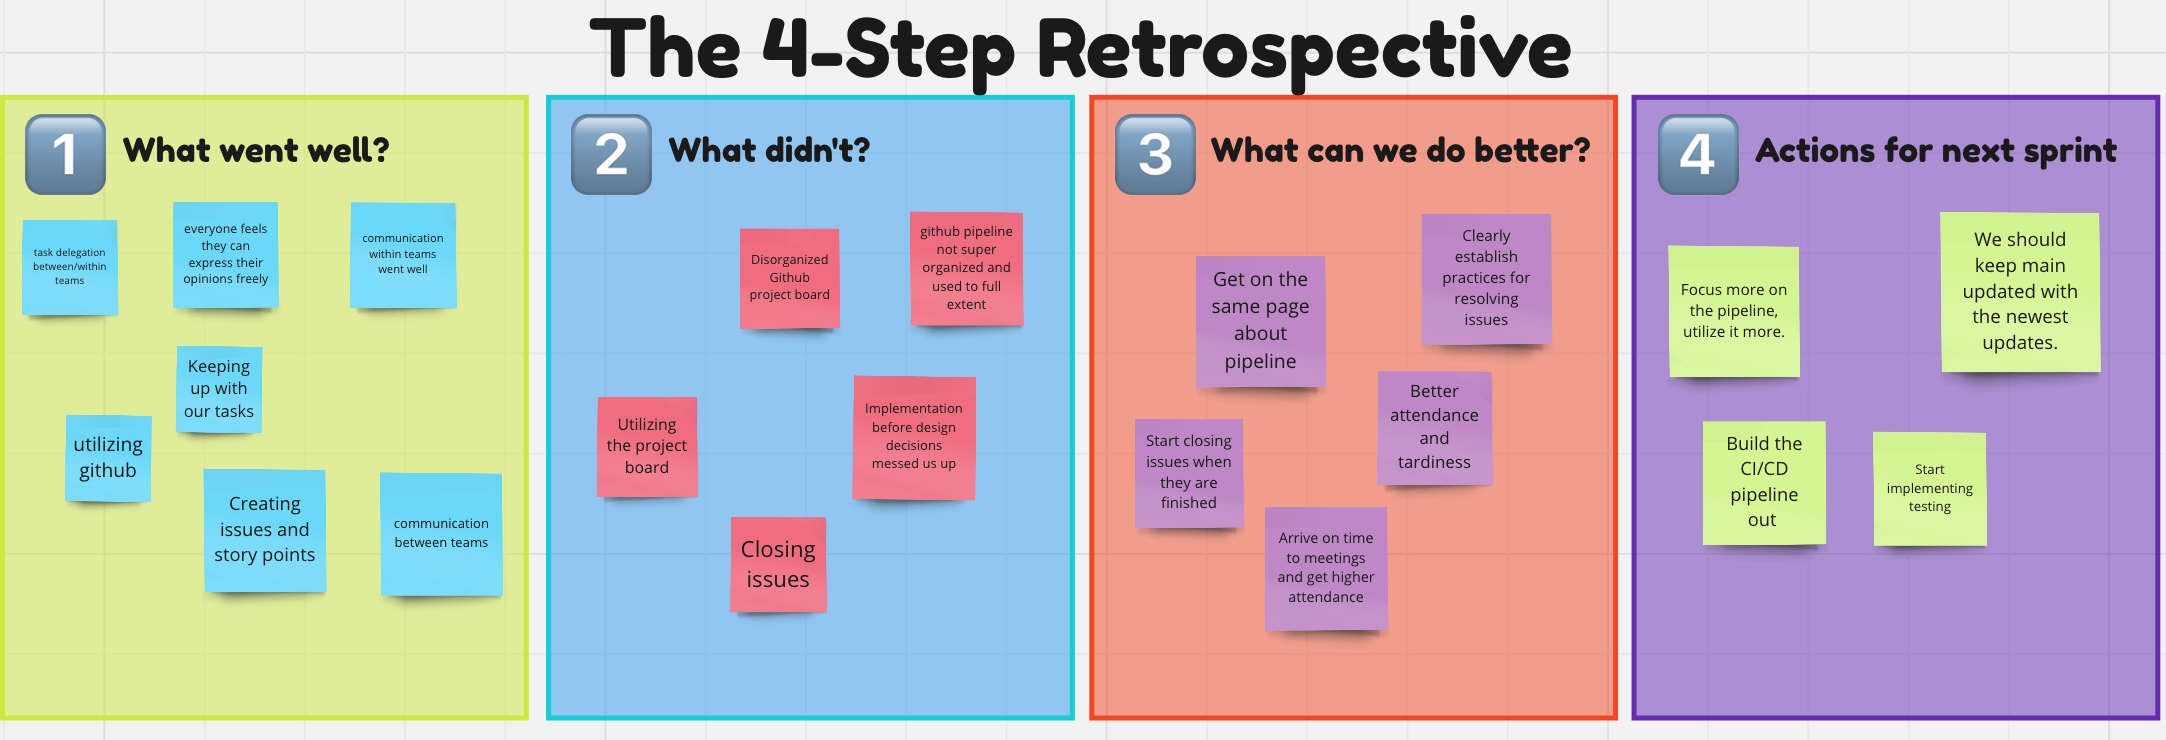 The 4-Step Retrospective
1
What went well?
task delegation
between/within
teams
everyone feels
they can
express their
opinions freely
communication
within teams
went well
Keeping
up with
our tasks
utilizing
github
Creating
issues and
story points
communication
between teams
2
What didn't?
Disorganized
Github
project board
github pipeline
not super
organized and
used to full
extent
Utilizing
the project
board
Implementation
before design
decisions
messed us up
Closing
issues
3
What can we do better?
Get on the
same page
about
pipeline
Clearly
establish
practices for
resolving
issues
Better
attendance
and
tardiness
Start closing
issues when
they are
finished
Arrive on time
to meetings
and get higher
attendance
4
Actions for next sprint
Focus more on
the pipeline,
utilize it more.
We should
keep main
updated with
the newest
updates.
Build the
CI/CD
pipeline
out
Start
implementing
testing